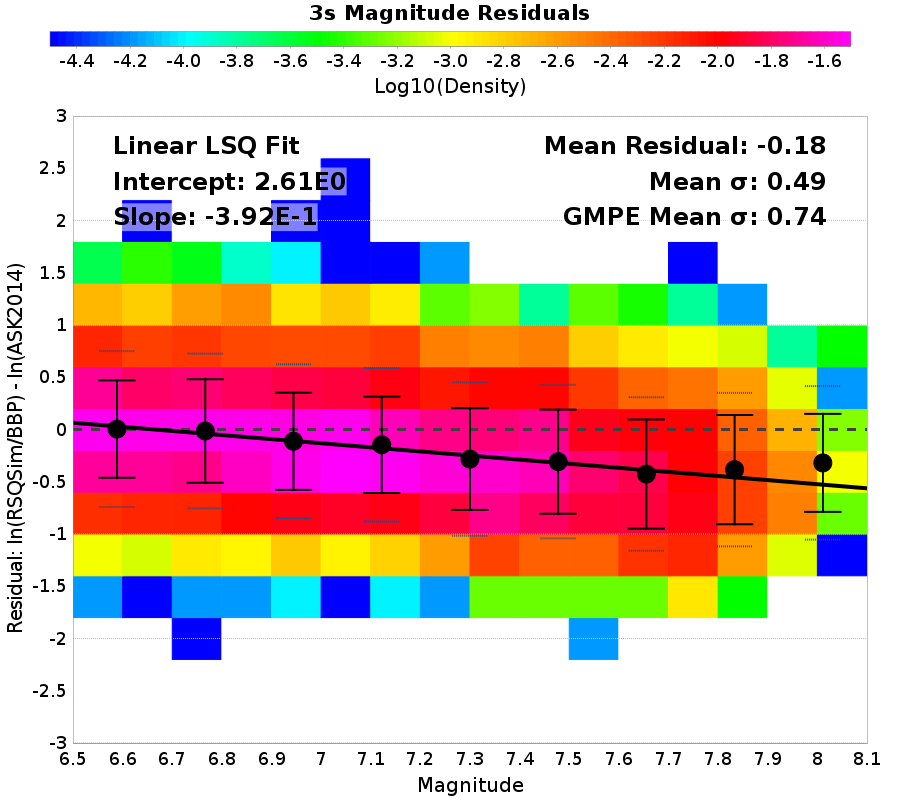 3s Magnitude Residuals
-4.4 -4.2 -4.0 -3.8 -3.6 -3.4 -3.2 -3.0 -2.8 -2.6 -2.4 -2.2 -2.0 -1.8 -1.6
Log10(Density)
Linear LSQ Fit
Intercept: 2.61E0
Slope: -3.92E-1
Mean Residual: -0.18
Mean σ: 0.49
GMPE Mean σ: 0.74
Residual: ln(RSQSim/BBP) - ln(ASK2014)
3
2.5
2
1.5
1
0.5
0
-0.5
-1
-1.5
-2
-2.5
-3
6.5 6.6 6.7 6.8 6.9 7 7.1 7.2 7.3 7.4 7.5 7.6 7.7 7.8 7.9 8 8.1
Magnitude